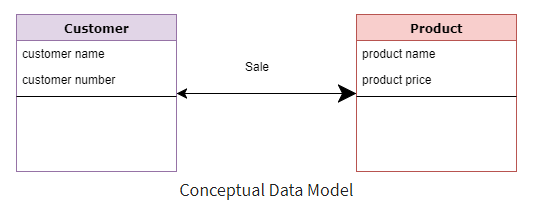 Customer
customer name
customer number
Sale
Product
product name
product price
Conceptual Data Model